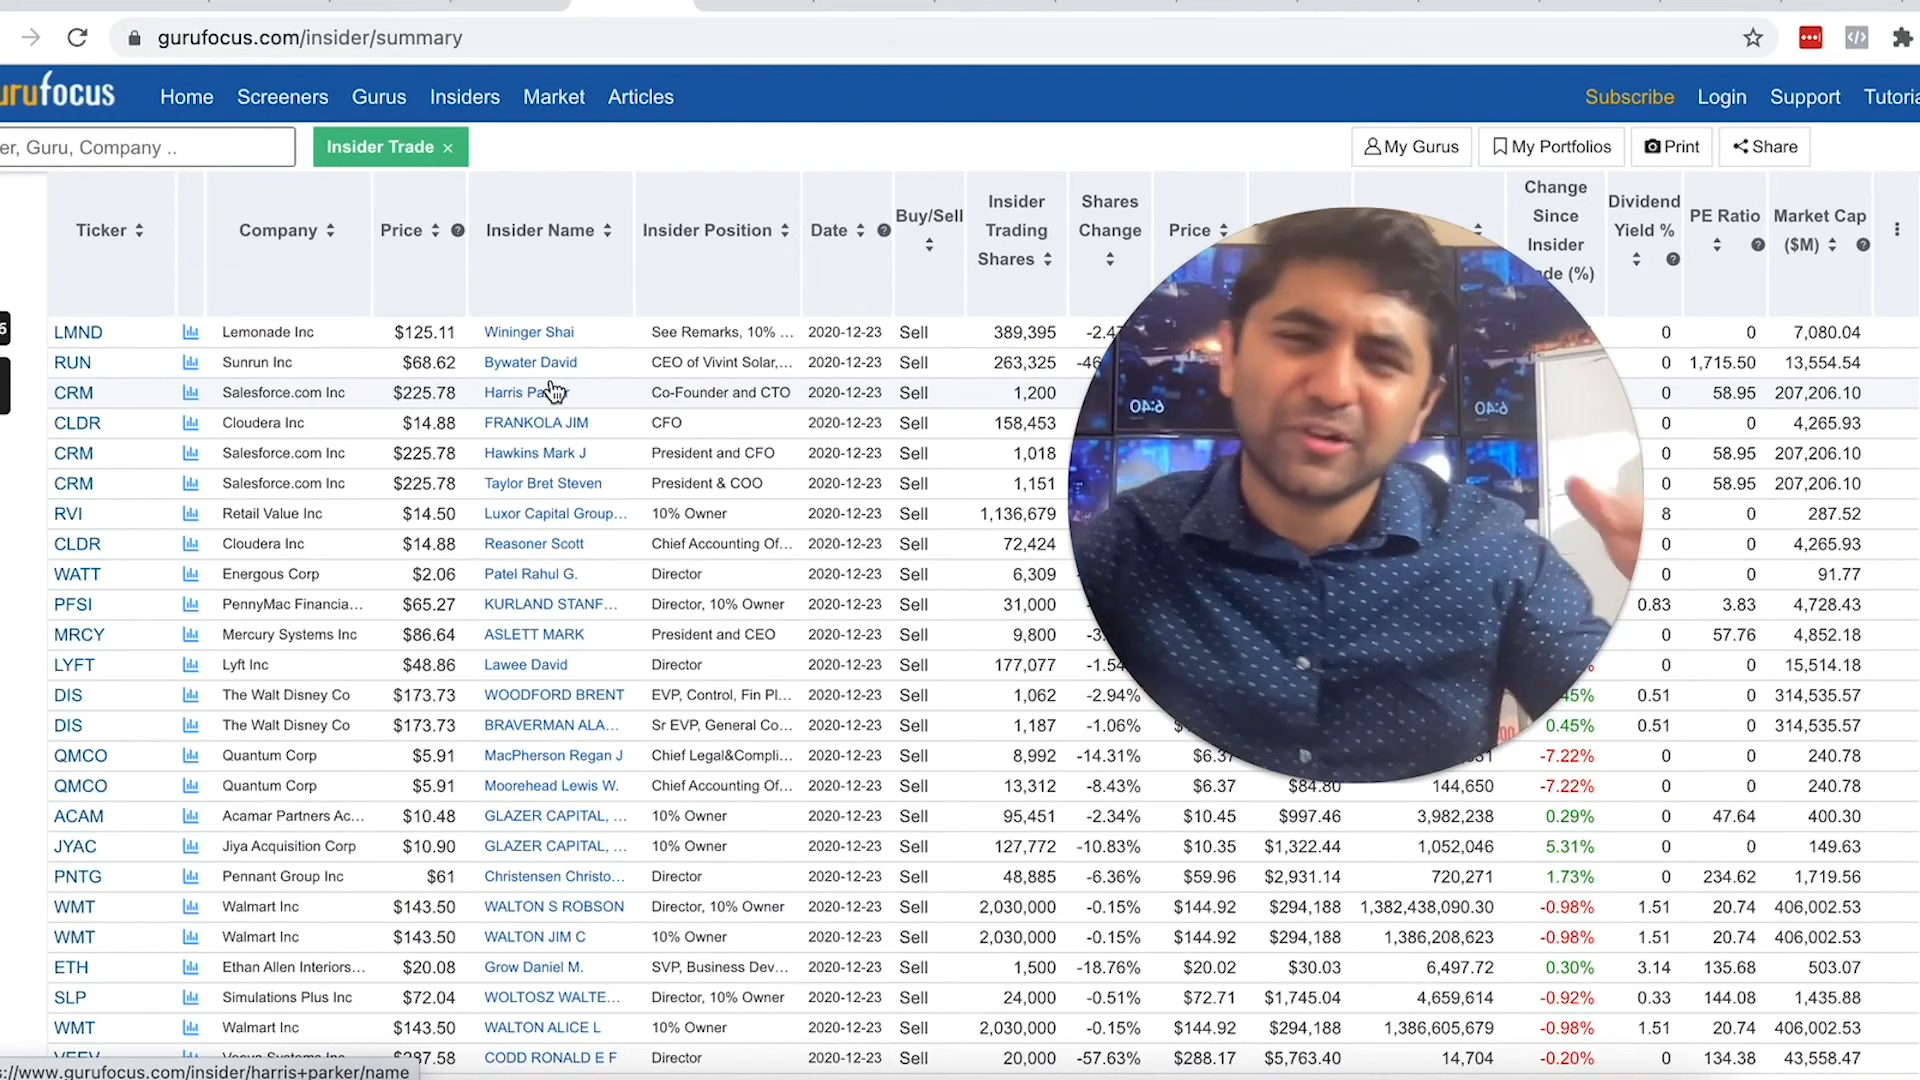 gurufocus.com/insider/summary
urufocus Home Screeners Gurus Insiders Market Articles Subscribe Login Support Tutoria
er, Guru, Company .. Insider Trade × My Gurus My Portfolios Print Share
Ticker Company Price Insider Name Insider Position Date Buy/Sell Insider Trading Shares Shares Change Price Change Since Insider de (%) Dividend Yield % PE Ratio Market Cap ($M)
LMND Lemonade Inc $125.11 Wininger Shai See Remarks, 10% ... 2020-12-23 Sell 389,395 0 0 7,080.04
RUN Sunrun Inc $68.62 Bywater David CEO of Vivint Solar,... 2020-12-23 Sell 263,325 -46 0 1,715.50 13,554.54
CRM Salesforce.com Inc $225.78 Harris Pa Co-Founder and CTO 2020-12-23 Sell 1,200 0 58.95 207,206.10
CLDR Cloudera Inc $14.88 FRANKOLA JIM CFO 2020-12-23 Sell 158,453 0 0 4,265.93
CRM Salesforce.com Inc $225.78 Hawkins Mark J President and CFO 2020-12-23 Sell 1,018 0 58.95 207,206.10
CRM Salesforce.com Inc $225.78 Taylor Bret Steven President & COO 2020-12-23 Sell 1,151 0 58.95 207,206.10
RVI Retail Value Inc $14.50 Luxor Capital Group... 10% Owner 2020-12-23 Sell 1,136,679 8 0 287.52
CLDR Cloudera Inc $14.88 Reasoner Scott Chief Accounting Of... 2020-12-23 Sell 72,424 0 0 4,265.93
WATT Energous Corp $2.06 Patel Rahul G. Director 2020-12-23 Sell 6,309 0 0 91.77
PFSI PennyMac Financia... $65.27 KURLAND STANF... Director, 10% Owner 2020-12-23 Sell 31,000 0.83 3.83 4,728.43
MRCY Mercury Systems Inc $86.64 ASLETT MARK President and CEO 2020-12-23 Sell 9,800 -3. 0 57.76 4,852.18
LYFT Lyft Inc $48.86 Lawee David Director 2020-12-23 Sell 177,077 -1.54 0 0 15,514.18
DIS The Walt Disney Co $173.73 WOODFORD BRENT EVP, Control, Fin Pl... 2020-12-23 Sell 1,062 -2.94% 45% 0.51 0 314,535.57
DIS The Walt Disney Co $173.73 BRAVERMAN ALA... Sr EVP, General Co... 2020-12-23 Sell 1,187 -1.06% 0.45% 0.51 0 314,535.57
QMCO Quantum Corp $5.91 MacPherson Regan J Chief Legal&Compli... 2020-12-23 Sell 8,992 -14.31% $6.37 -7.22% 0 0 240.78
QMCO Quantum Corp $5.91 Moorehead Lewis W. Chief Accounting Of... 2020-12-23 Sell 13,312 -8.43% $6.37 $84.80 144,650 -7.22% 0 0 240.78
ACAM Acamar Partners Ac... $10.48 GLAZER CAPITAL, ... 10% Owner 2020-12-23 Sell 95,451 -2.34% $10.45 $997.46 3,982,238 0.29% 0 47.64 400.30
JYAC Jiya Acquisition Corp $10.90 GLAZER CAPITAL, ... 10% Owner 2020-12-23 Sell 127,772 -10.83% $10.35 $1,322.44 1,052,046 5.31% 0 0 149.63
PNTG Pennant Group Inc $61 Christensen Christo... Director 2020-12-23 Sell 48,885 -6.36% $59.96 $2,931.14 720,271 1.73% 0 234.62 1,719.56
WMT Walmart Inc $143.50 WALTON S ROBSON Director, 10% Owner 2020-12-23 Sell 2,030,000 -0.15% $144.92 $294,188 1,382,438,090.30 -0.98% 1.51 20.74 406,002.53
WMT Walmart Inc $143.50 WALTON JIM C 10% Owner 2020-12-23 Sell 2,030,000 -0.15% $144.92 $294,188 1,386,208,623 -0.98% 1.51 20.74 406,002.53
ETH Ethan Allen Interiors... $20.08 Grow Daniel M. SVP, Business Dev... 2020-12-23 Sell 1,500 -18.76% $20.02 $30.03 6,497.72 0.30% 3.14 135.68 503.07
SLP Simulations Plus Inc $72.04 WOLTOSZ WALTE... Director, 10% Owner 2020-12-23 Sell 24,000 -0.51% $72.71 $1,745.04 4,659,614 -0.92% 0.33 144.08 1,435.88
WMT Walmart Inc $143.50 WALTON ALICE L 10% Owner 2020-12-23 Sell 2,030,000 -0.15% $144.92 $294,188 1,386,605,679 -0.98% 1.51 20.74 406,002.53
VEEV Veeva Systems Inc $287.58 CODD RONALD E F Director 2020-12-23 Sell 20,000 -57.63% $288.17 $5,763.40 14,704 -0.20% 0 134.38 43,558.47
s://www.gurufocus.com/insider/harris+parker/name